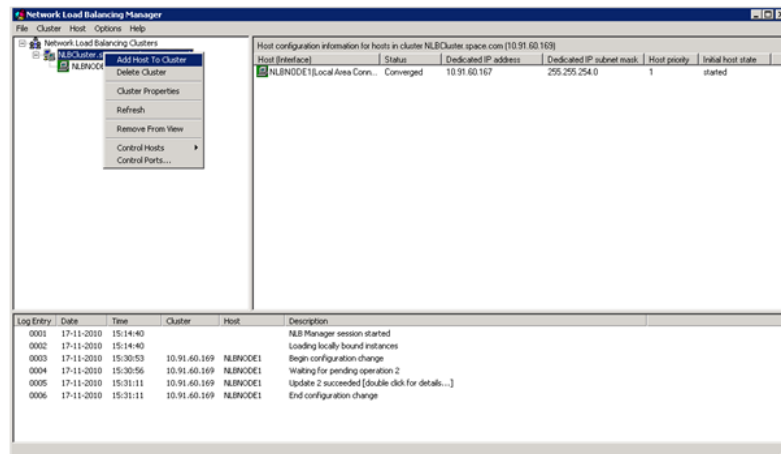 Network Load Balancing Manager
File Cluster Host Options Help
Network Load Balancing Clusters
NLBCluster.s
NLBNODE
Add Host To Cluster
Delete Cluster
Cluster Properties
Refresh
Remove From View
Control Hosts
Control Ports...
Host configuration information for hosts in cluster NLBCluster.space.com (10.91.60.169)
Host (Interface) Status Dedicated IP address Dedicated IP subnet mask Host priority Initial host state
NLBNODE1(Local Area Conn... Converged 10.91.60.167 255.255.254.0 1 started
Log Entry Date Time Cluster Host Description
0001 17-11-2010 15:14:40 NLB Manager session started
0002 17-11-2010 15:14:40 Loading locally bound instances
0003 17-11-2010 15:30:53 10.91.60.169 NLBNODE1 Begin configuration change
0004 17-11-2010 15:30:56 10.91.60.169 NLBNODE1 Waiting for pending operation 2
0005 17-11-2010 15:31:11 10.91.60.169 NLBNODE1 Update 2 succeeded [double click for details...]
0006 17-11-2010 15:31:11 10.91.60.169 NLBNODE1 End configuration change